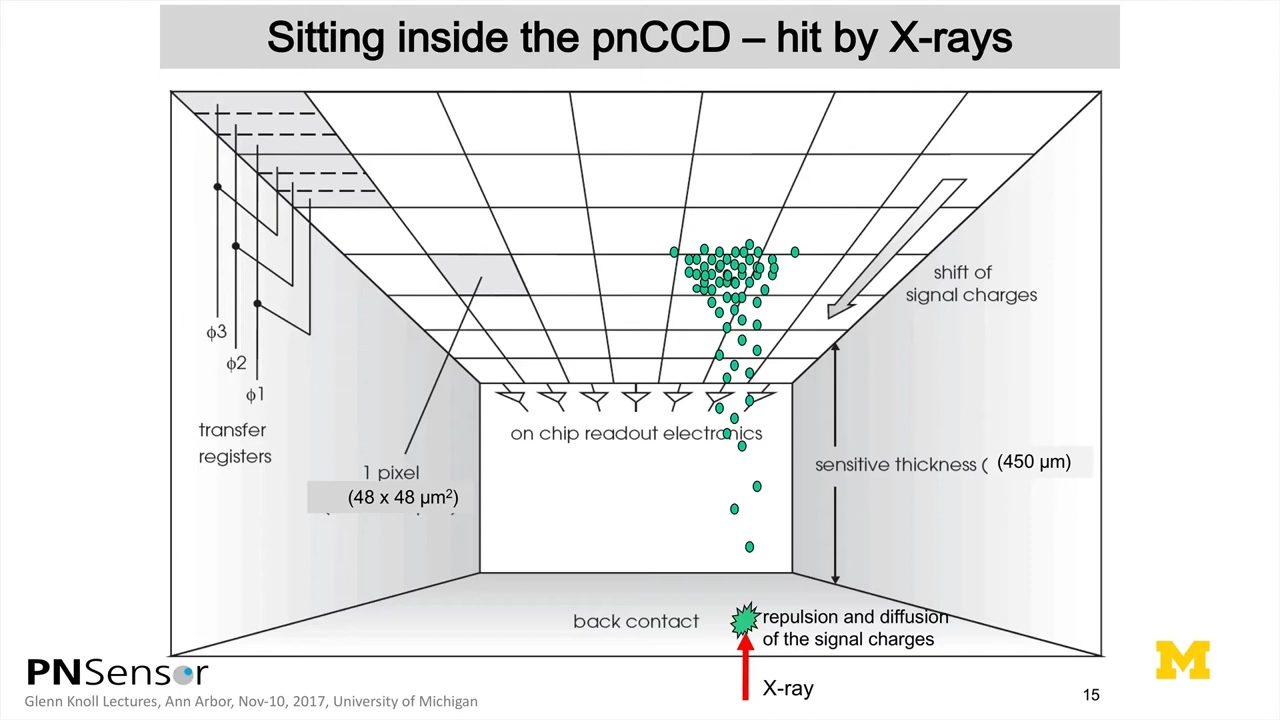 Sitting inside the pnCCD – hit by X-rays
shift of
signal charges
ϕ3
ϕ2
ϕ1
transfer
registers
on chip readout electronics
1 pixel
(48 x 48 µm²)
sensitive thickness ( (450 µm)
back contact
repulsion and diffusion
of the signal charges
X-ray
PNSensor
M
Glenn Knoll Lectures, Ann Arbor, Nov-10, 2017, University of Michigan
15